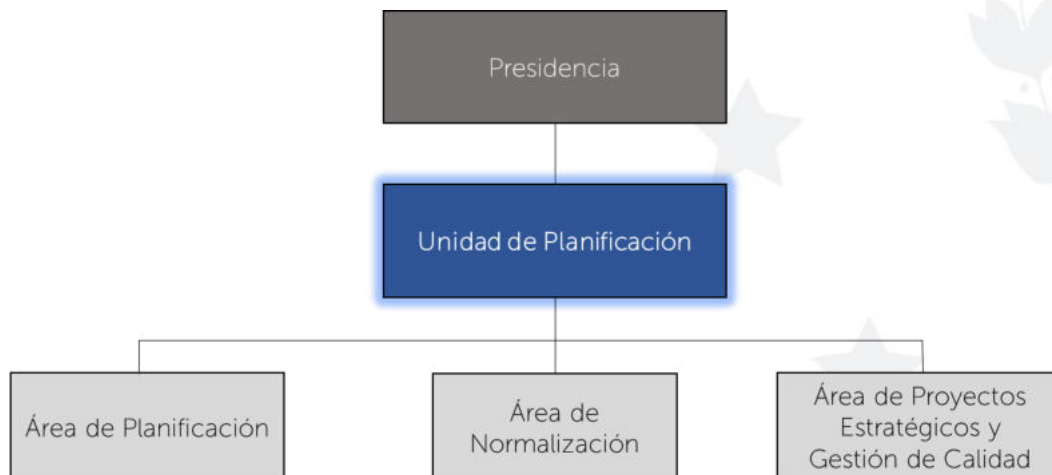 Presidencia
Unidad de Planificación
Área de Planificación
Área de
Normalización
Área de Proyectos
Estratégicos y
Gestión de Calidad